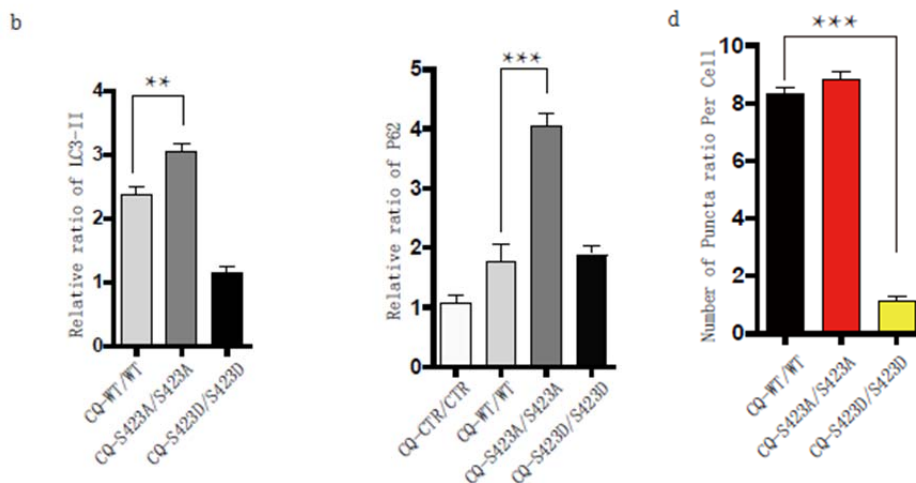 b
Relative ratio of LC3-II
4
3
2
1
0
**
CQ-WT/WT
CQ-S423A/S423A
CQ-S423D/S423D
Relative ratio of P62
5
4
3
2
1
0
***
CQ-CTR/CTR
CQ-WT/WT
CQ-S423A/S423A
CQ-S423D/S423D
d
Number of Puncta ratio Per Cell
10
8
6
4
2
0
***
CQ-WT/WT
CQ-S423A/S423A
CQ-S423D/S423D